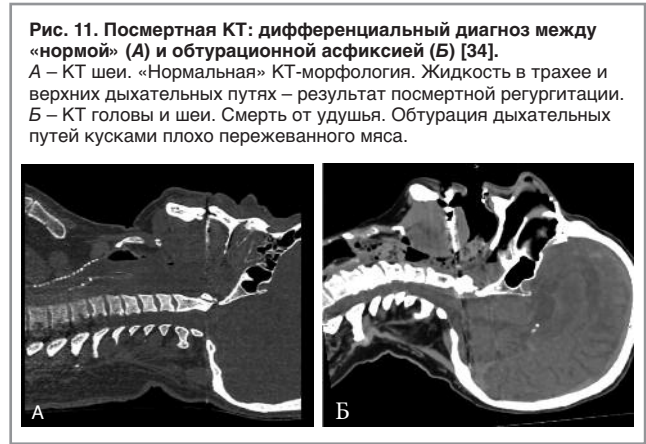 Рис. 11. Посмертная КТ: дифференциальный диагноз между
«нормой» (А) и обтурационной асфиксией (Б) [34].
А – КТ шеи. «Нормальная» КТ-морфология. Жидкость в трахее и
верхних дыхательных путях – результат посмертной регургитации.
Б – КТ головы и шеи. Смерть от удушья. Обтурация дыхательных
путей кусками плохо пережеванного мяса.
А
Б